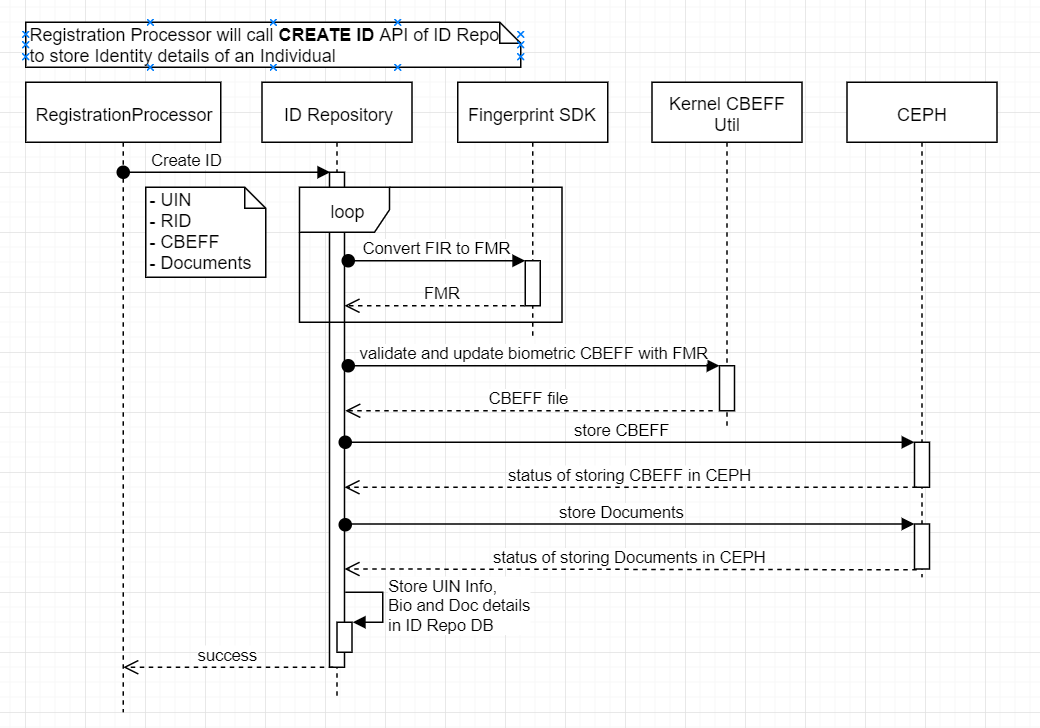 Registration Processor will call CREATE ID API of ID Repo
to store Identity details of an Individual
RegistrationProcessor
ID Repository
Fingerprint SDK
Kernel CBEFF
Util
CEPH
Create ID
- UIN
- RID
- CBEFF
- Documents
loop
Convert FIR to FMR
FMR
validate and update biometric CBEFF with FMR
CBEFF file
store CBEFF
status of storing CBEFF in CEPH
store Documents
status of storing Documents in CEPH
Store UIN Info,
Bio and Doc details
in ID Repo DB
success